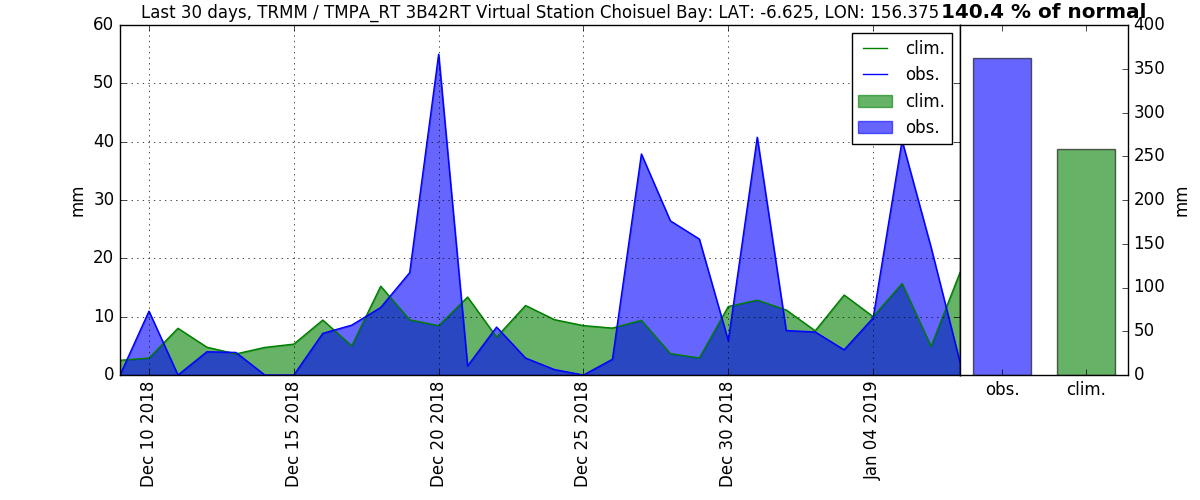 Last 30 days, TRMM / TMPA_RT 3B42RT Virtual Station Choisuel Bay: LAT: -6.625, LON: 156.375
140.4 % of normal
60
50
40
30
20
10
0
mm
clim.
obs.
clim.
obs.
Dec 10 2018
Dec 15 2018
Dec 20 2018
Dec 25 2018
Dec 30 2018
Jan 04 2019
400
350
300
250
200
150
100
50
0
mm
obs.
clim.